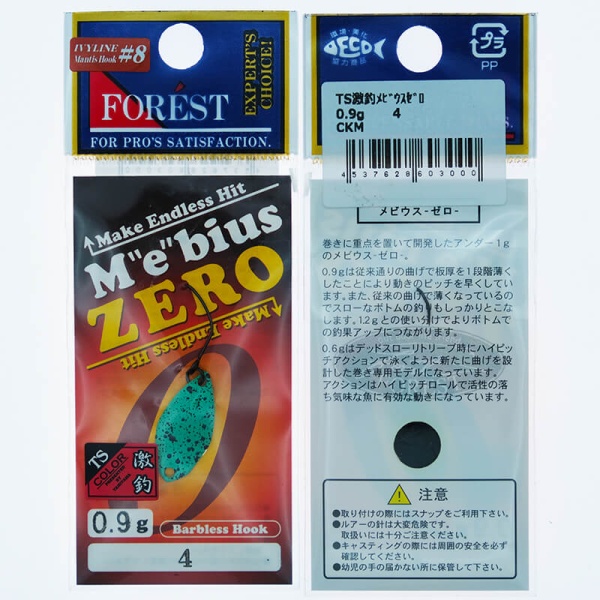 IVYLINE
Mantis Hook #8
EXPERT'S
CHOICE!
FORÉST
FOR PRO'S SATISFACTION.
Make Endless Hit
M"e"bius
ZERO
Make Endless Hit
TS
COLOR
激釣
0.9g
Barbless Hook
4
環境・美化
ECO
協力商品
プラ
PP
TS激釣ﾒﾋﾞｳｽｾﾞﾛ
0.9g 4
CKM
4537628603000
メビウス-ゼロ-
巻きに重点を置いて開発したアンダー1g
のメビウス-ゼロ-。
0.9gは従来通りの曲げで板厚を1段階薄く
したことにより動きのピッチを早くしてい
ます。また、従来の曲げで薄くなっているの
でスローなボトムの釣りもしっかりとこな
します。1.2gとの使い分けでよりボトムで
の釣果アップにつながります。
0.6gはデッドスローリトリーブ時にハイピッ
チアクションで泳ぐように新たに曲げを設
計した巻き専用モデルになっています。
アクションはハイピッチロールで活性の落
ち気味な魚に有効な動きになっています。
注意
●取り付けの際にはスナップをご利用下さい。
●ルアーの針は大変危険です。
取扱いには十分ご注意ください。
●キャスティングの際には周囲の安全を必ず
確認してください。
●幼児の手の届かない所に保管して下さい。